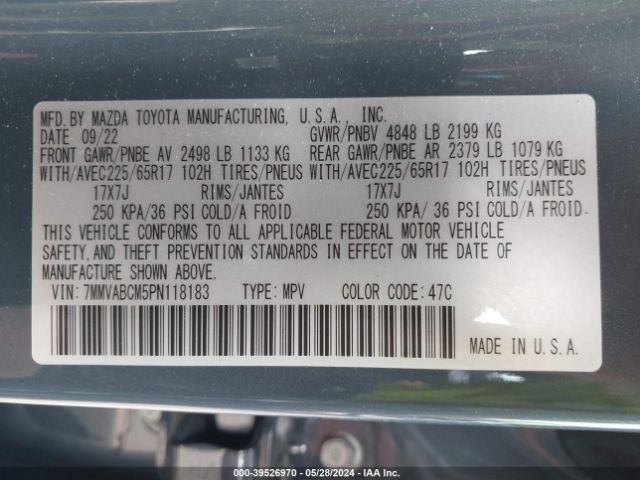 MFD. BY MAZDA TOYOTA MANUFACTURING, U.S.A., INC.
DATE 09/22 GVWR/PNBV 4848 LB 2199 KG
FRONT GAWR/PNBE AV 2498 LB 1133 KG REAR GAWR/PNBE AR 2379 LB 1079 KG
WITH/AVEC225/65R17 102H TIRES/PNEUS WITH/AVEC225/65R17 102H TIRES/PNEUS
17X7J RIMS/JANTES 17X7J RIMS/JANTES
250 KPA/36 PSI COLD/A FROID 250 KPA/ 36 PSI COLD/A FROID
THIS VEHICLE CONFORMS TO ALL APPLICABLE FEDERAL MOTOR VEHICLE
SAFETY, AND THEFT PREVENTION STANDARDS IN EFFECT ON THE DATE OF
MANUFACTURE SHOWN ABOVE.
VIN: 7MMVABCM5PN118183 TYPE: MPV COLOR CODE: 47C
MADE IN U.S.A.
000-39526970 - 05/28/2024 - IAA Inc.